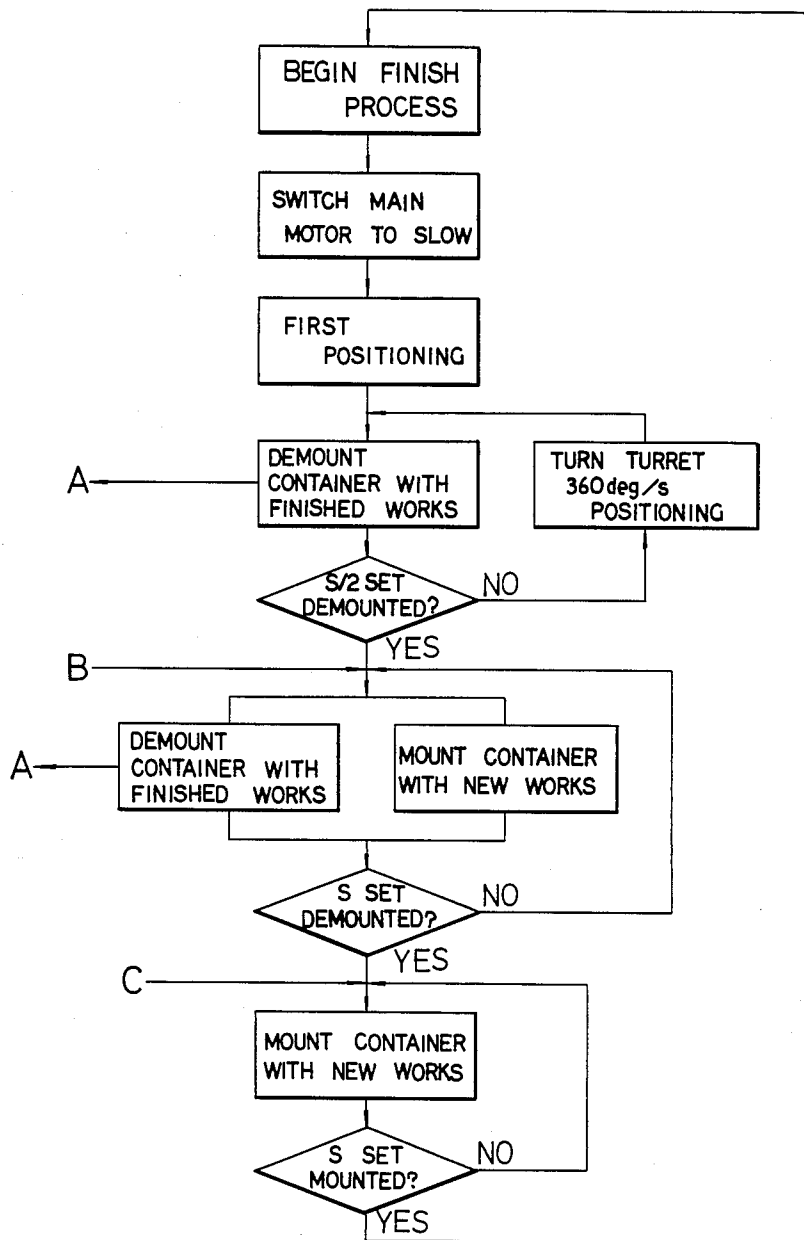 BEGIN FINISH
PROCESS
SWITCH MAIN
MOTOR TO SLOW
FIRST
POSITIONING
A
DEMOUNT
CONTAINER WITH
FINISHED WORKS
TURN TURRET
360deg/s
POSITIONING
S/2 SET
DEMOUNTED?
NO
YES
B
A
DEMOUNT
CONTAINER WITH
FINISHED WORKS
MOUNT CONTAINER
WITH NEW WORKS
S SET
DEMOUNTED?
NO
YES
C
MOUNT CONTAINER
WITH NEW WORKS
S SET
MOUNTED?
NO
YES